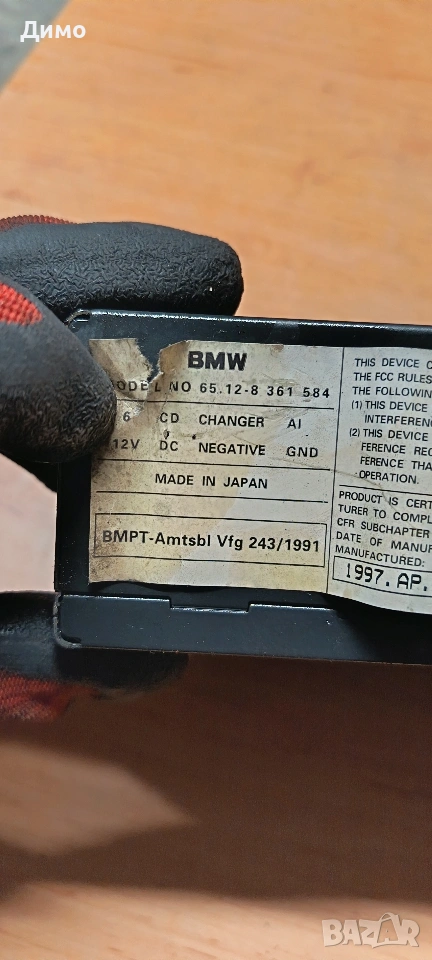 Димо
BMW
MODEL NO 65.12-8 361 584
6 CD CHANGER AI
12V DC NEGATIVE GND
MADE IN JAPAN
BMPT-Amtsbl Vfg 243/1991
THIS DEVICE
THE FCC RULES
THE FOLLOWING
(1) THIS DEVICE
INTERFEREN
(2) THIS DEVICE
FERENCE REC
FERENCE THA
OPERATION.
PRODUCT IS CERT
TURER TO COMPL
CFR SUBCHAPTER
DATE OF MANUF
MANUFACTURED:
1997. AP.
BAZAR